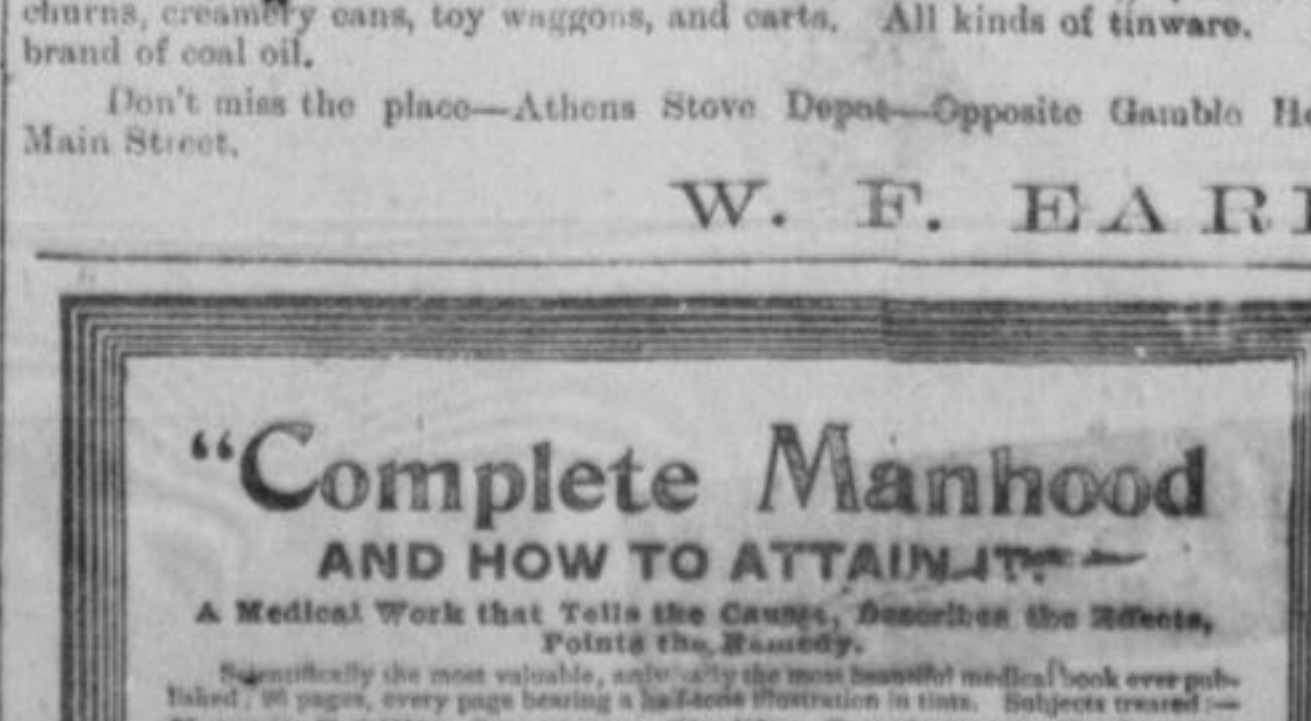 churns, creamery cans, toy waggons, and carts. All kinds of tinware.
brand of coal oil.
Don't miss the place—Athens Stove Depot—Opposite Gamble
Main Street.
W. F. EARL
"Complete Manhood
AND HOW TO ATTAIN IT."
A Medical Work that Tells the Causes, Describes the Effects,
Points the Remedy.
Scientifically the most valuable, the most beautiful medical book ever pub-
lished; 96 pages, every page bearing a half-tone illustration in tints. Subjects treated:—